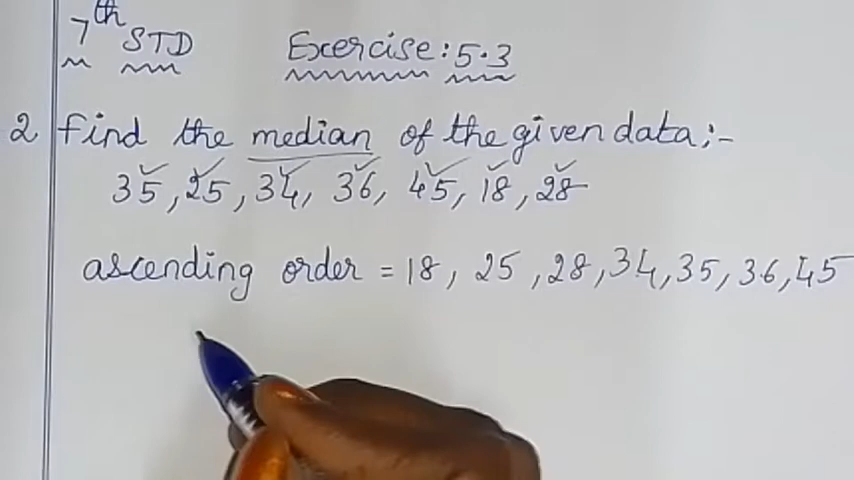 7th STD Exercise: 5.3
2 find the median of the given data;-
35, 25, 34, 36, 45, 18, 28
ascending order = 18, 25, 28, 34, 35, 36, 45